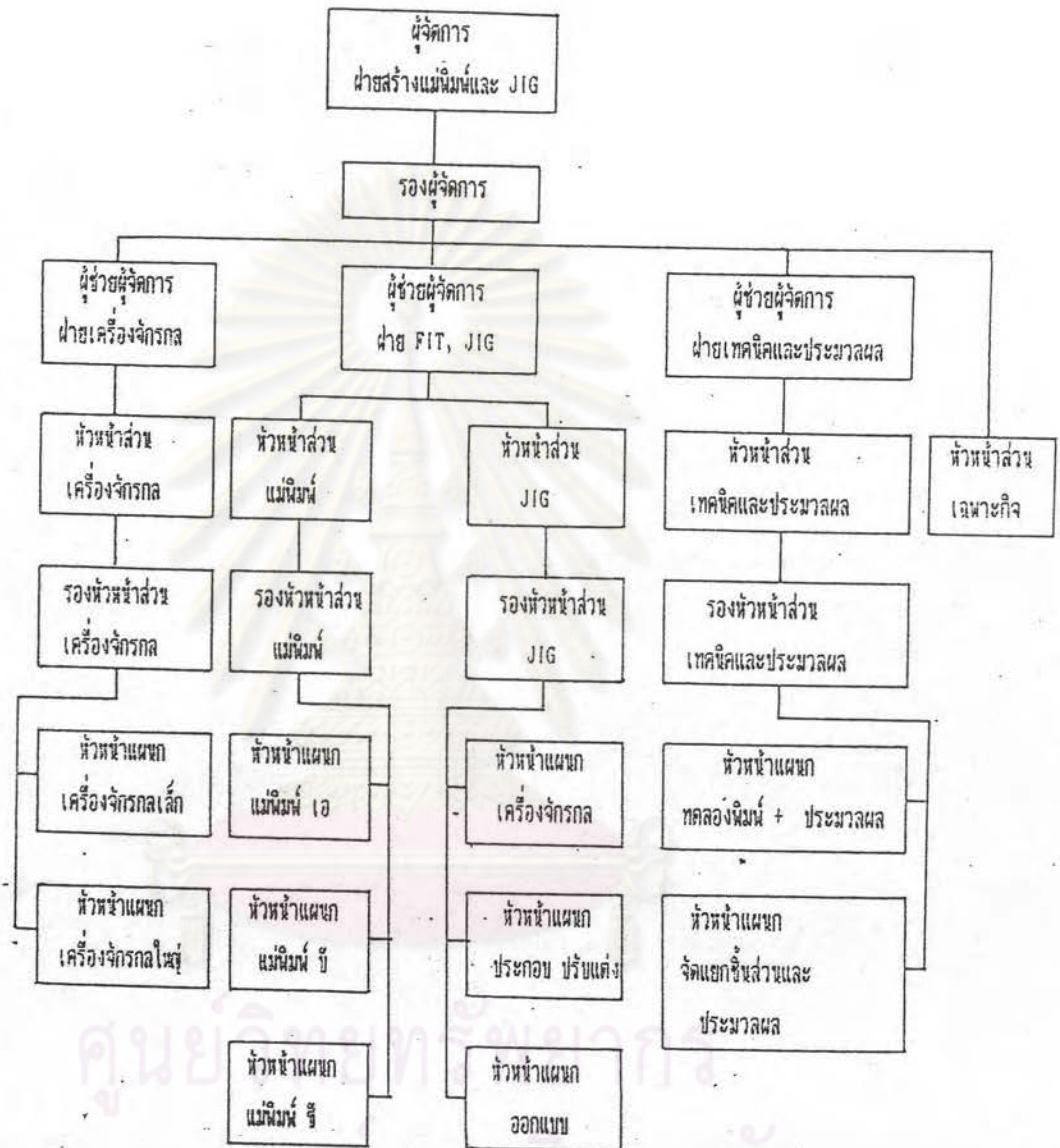 ผู้จัดการ
ฝ่ายสร้างแม่พิมพ์และ JIG
รองผู้จัดการ
ผู้ช่วยผู้จัดการ
ฝ่ายเครื่องจักรกล
ผู้ช่วยผู้จัดการ
ฝ่าย FIT, JIG
ผู้ช่วยผู้จัดการ
ฝ่ายเทคนิคและประมวลผล
หัวหน้าส่วน
เครื่องจักรกล
หัวหน้าส่วน
แม่พิมพ์
หัวหน้าส่วน
JIG
หัวหน้าส่วน
เทคนิคและประมวลผล
หัวหน้าส่วน
เฉพาะกิจ
รองหัวหน้าส่วน
เครื่องจักรกล
รองหัวหน้าส่วน
แม่พิมพ์
รองหัวหน้าส่วน
JIG
รองหัวหน้าส่วน
เทคนิคและประมวลผล
หัวหน้าแผนก
เครื่องจักรกลเล็ก
หัวหน้าแผนก
แม่พิมพ์ เอ
หัวหน้าแผนก
เครื่องจักรกล
หัวหน้าแผนก
ทดลองพิมพ์ + ประมวลผล
หัวหน้าแผนก
เครื่องจักรกลใหญ่
หัวหน้าแผนก
แม่พิมพ์ บี
หัวหน้าแผนก
ประกอบ ปรับแต่ง
หัวหน้าแผนก
จัดแยกชิ้นส่วนและ
ประมวลผล
หัวหน้าแผนก
แม่พิมพ์ ซี
หัวหน้าแผนก
ออกแบบ
ศูนย์วิทยทรัพยากร